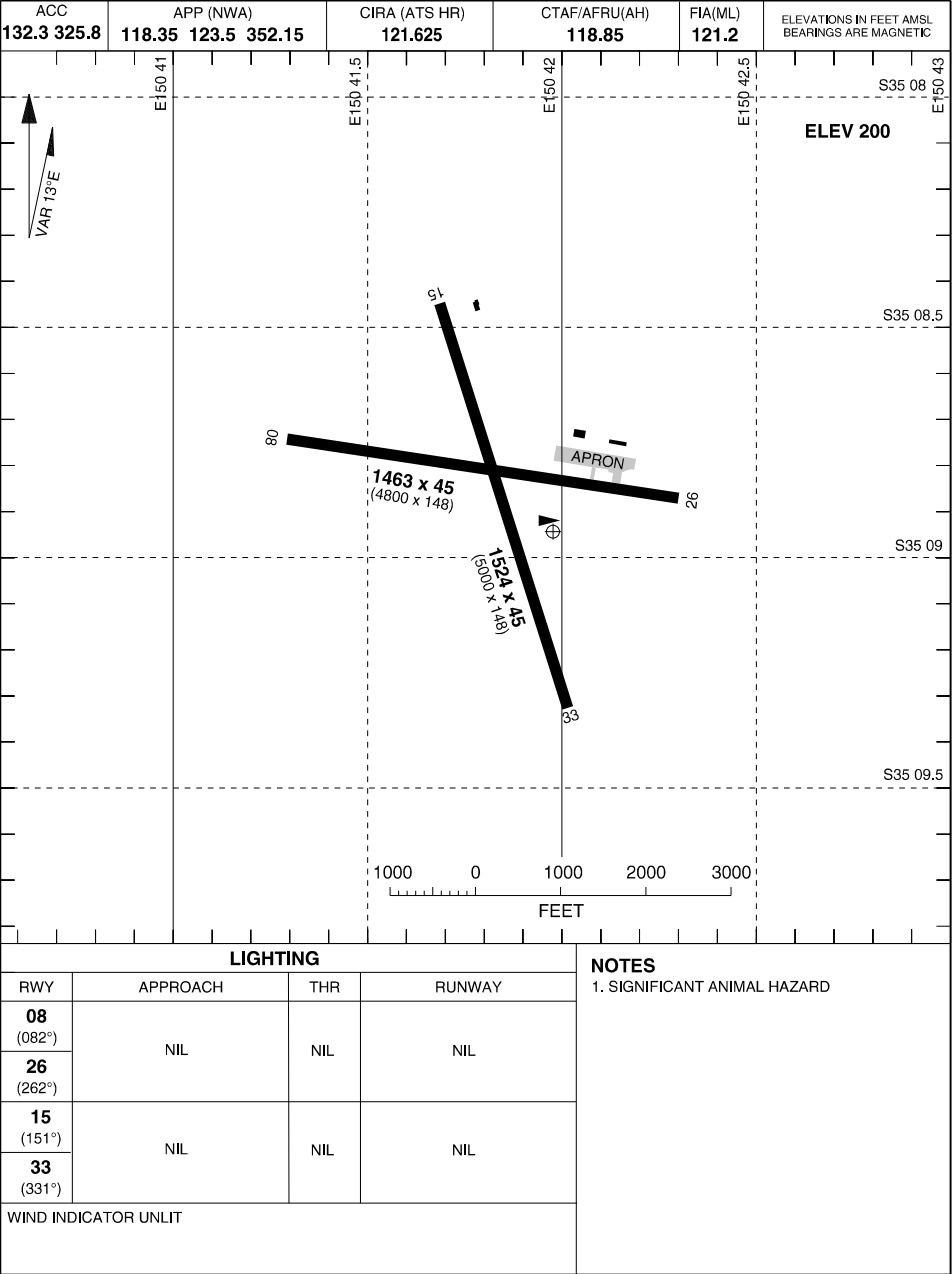 ACC
132.3 325.8
APP (NWA)
118.35 123.5 352.15
CIRA (ATS HR)
121.625
CTAF/AFRU(AH)
118.85
FIA(ML)
121.2
ELEVATIONS IN FEET AMSL
BEARINGS ARE MAGNETIC
E150 41
E150 41.5
E150 42
E150 42.5
E150 43
S35 08
ELEV 200
VAR 13°E
15
S35 08.5
08
APRON
1463 x 45
(4800 x 148)
26
S35 09
1524 x 45
(5000 x 148)
33
S35 09.5
1000 0 1000 2000 3000
FEET
LIGHTING
RWY APPROACH THR RUNWAY
08
(082°)
NIL NIL NIL
26
(262°)
15
(151°)
NIL NIL NIL
33
(331°)
WIND INDICATOR UNLIT
NOTES
1. SIGNIFICANT ANIMAL HAZARD